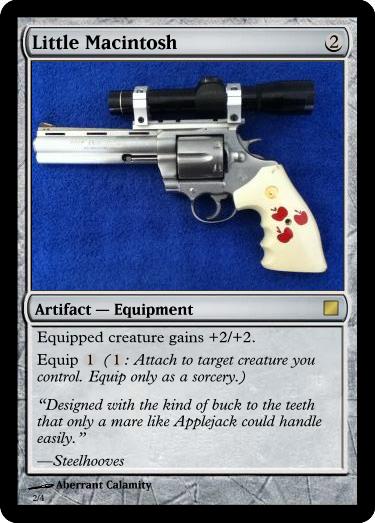 Little Macintosh 2
Artifact — Equipment
Equipped creature gains +2/+2.
Equip 1 (1: Attach to target creature you
control. Equip only as a sorcery.)
“Designed with the kind of buck to the teeth
that only a mare like Applejack could handle
easily.”
—Steelhooves
Aberrant Calamity
2/4